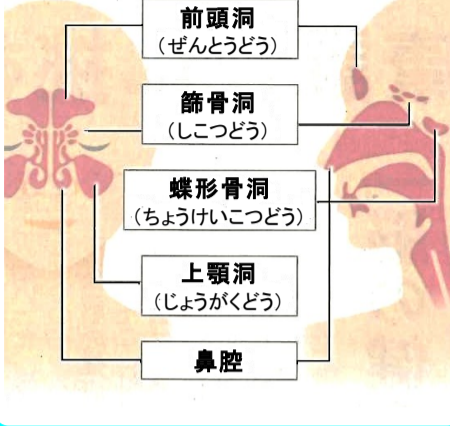 前頭洞
（ぜんとうどう）
篩骨洞
（しこつどう）
蝶形骨洞
（ちょうけいこつどう）
上顎洞
（じょうがくどう）
鼻腔